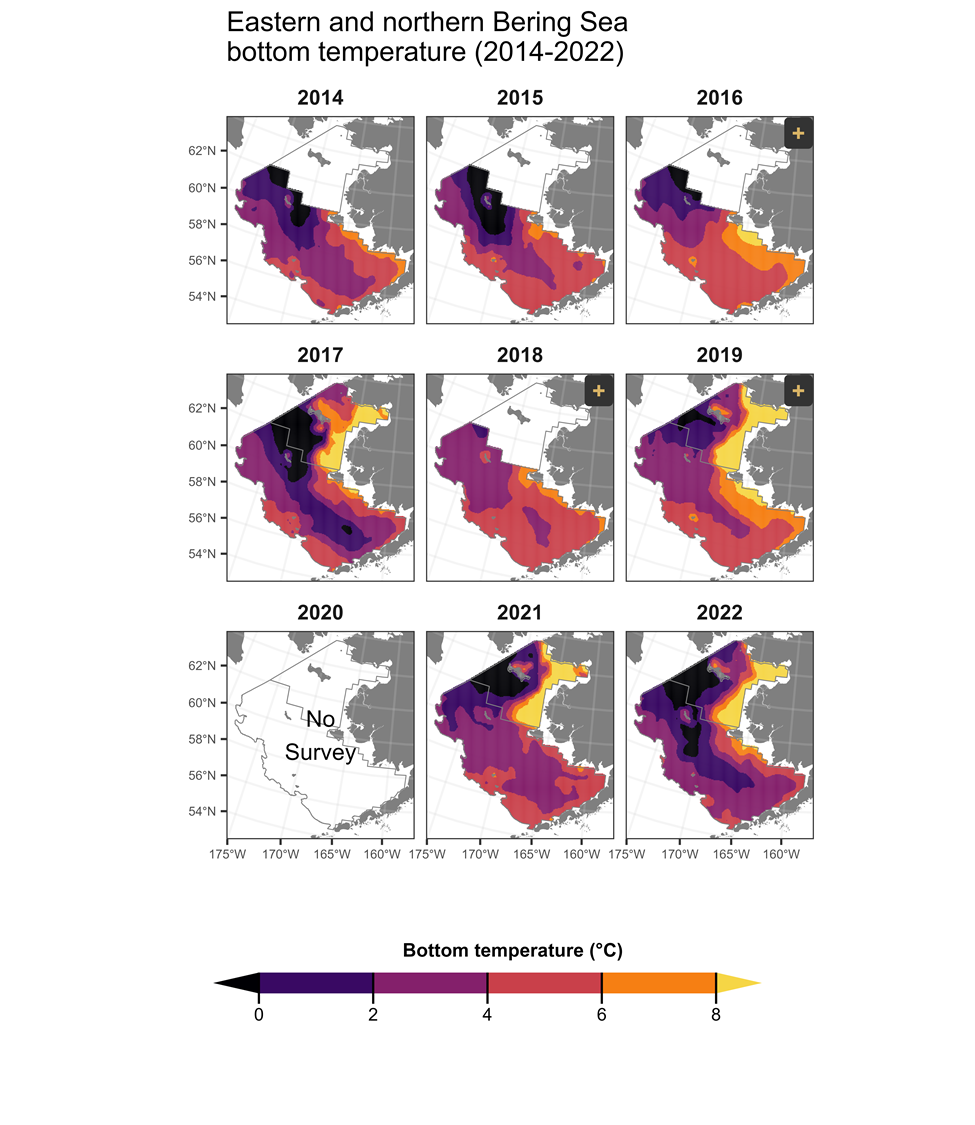 Eastern and northern Bering Sea
bottom temperature (2014-2022)
2014 2015 2016
+
62°N
60°N
58°N
56°N
54°N
2017 2018 2019
+ +
62°N
60°N
58°N
56°N
54°N
2020 2021 2022
62°N
60°N
58°N
56°N
54°N
No
Survey
175°W 170°W 165°W 160°W 175°W 170°W 165°W 160°W 175°W 170°W 165°W 160°W
Bottom temperature (°C)
0 2 4 6 8